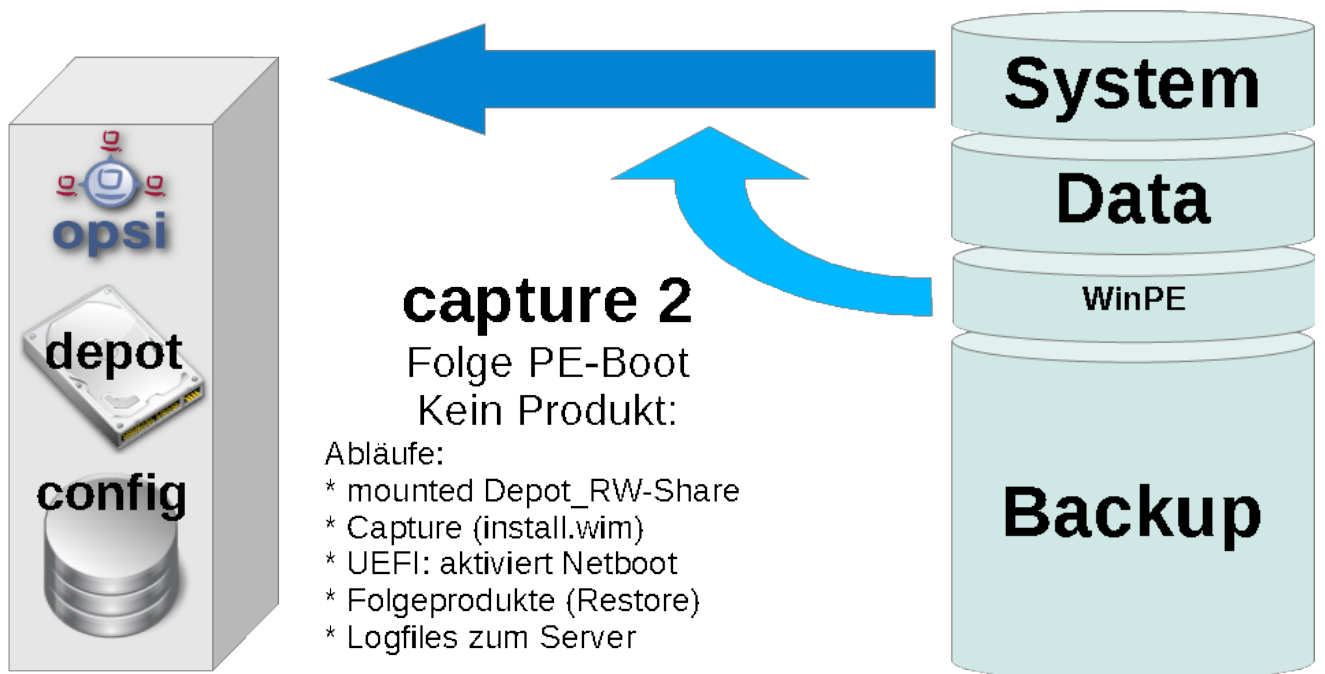 opsi
depot
config
capture 2
Folge PE-Boot
Kein Produkt:
Abläufe:
* mounted Depot_RW-Share
* Capture (install.wim)
* UEFI: aktiviert Netboot
* Folgeprodukte (Restore)
* Logfiles zum Server
System
Data
WinPE
Backup